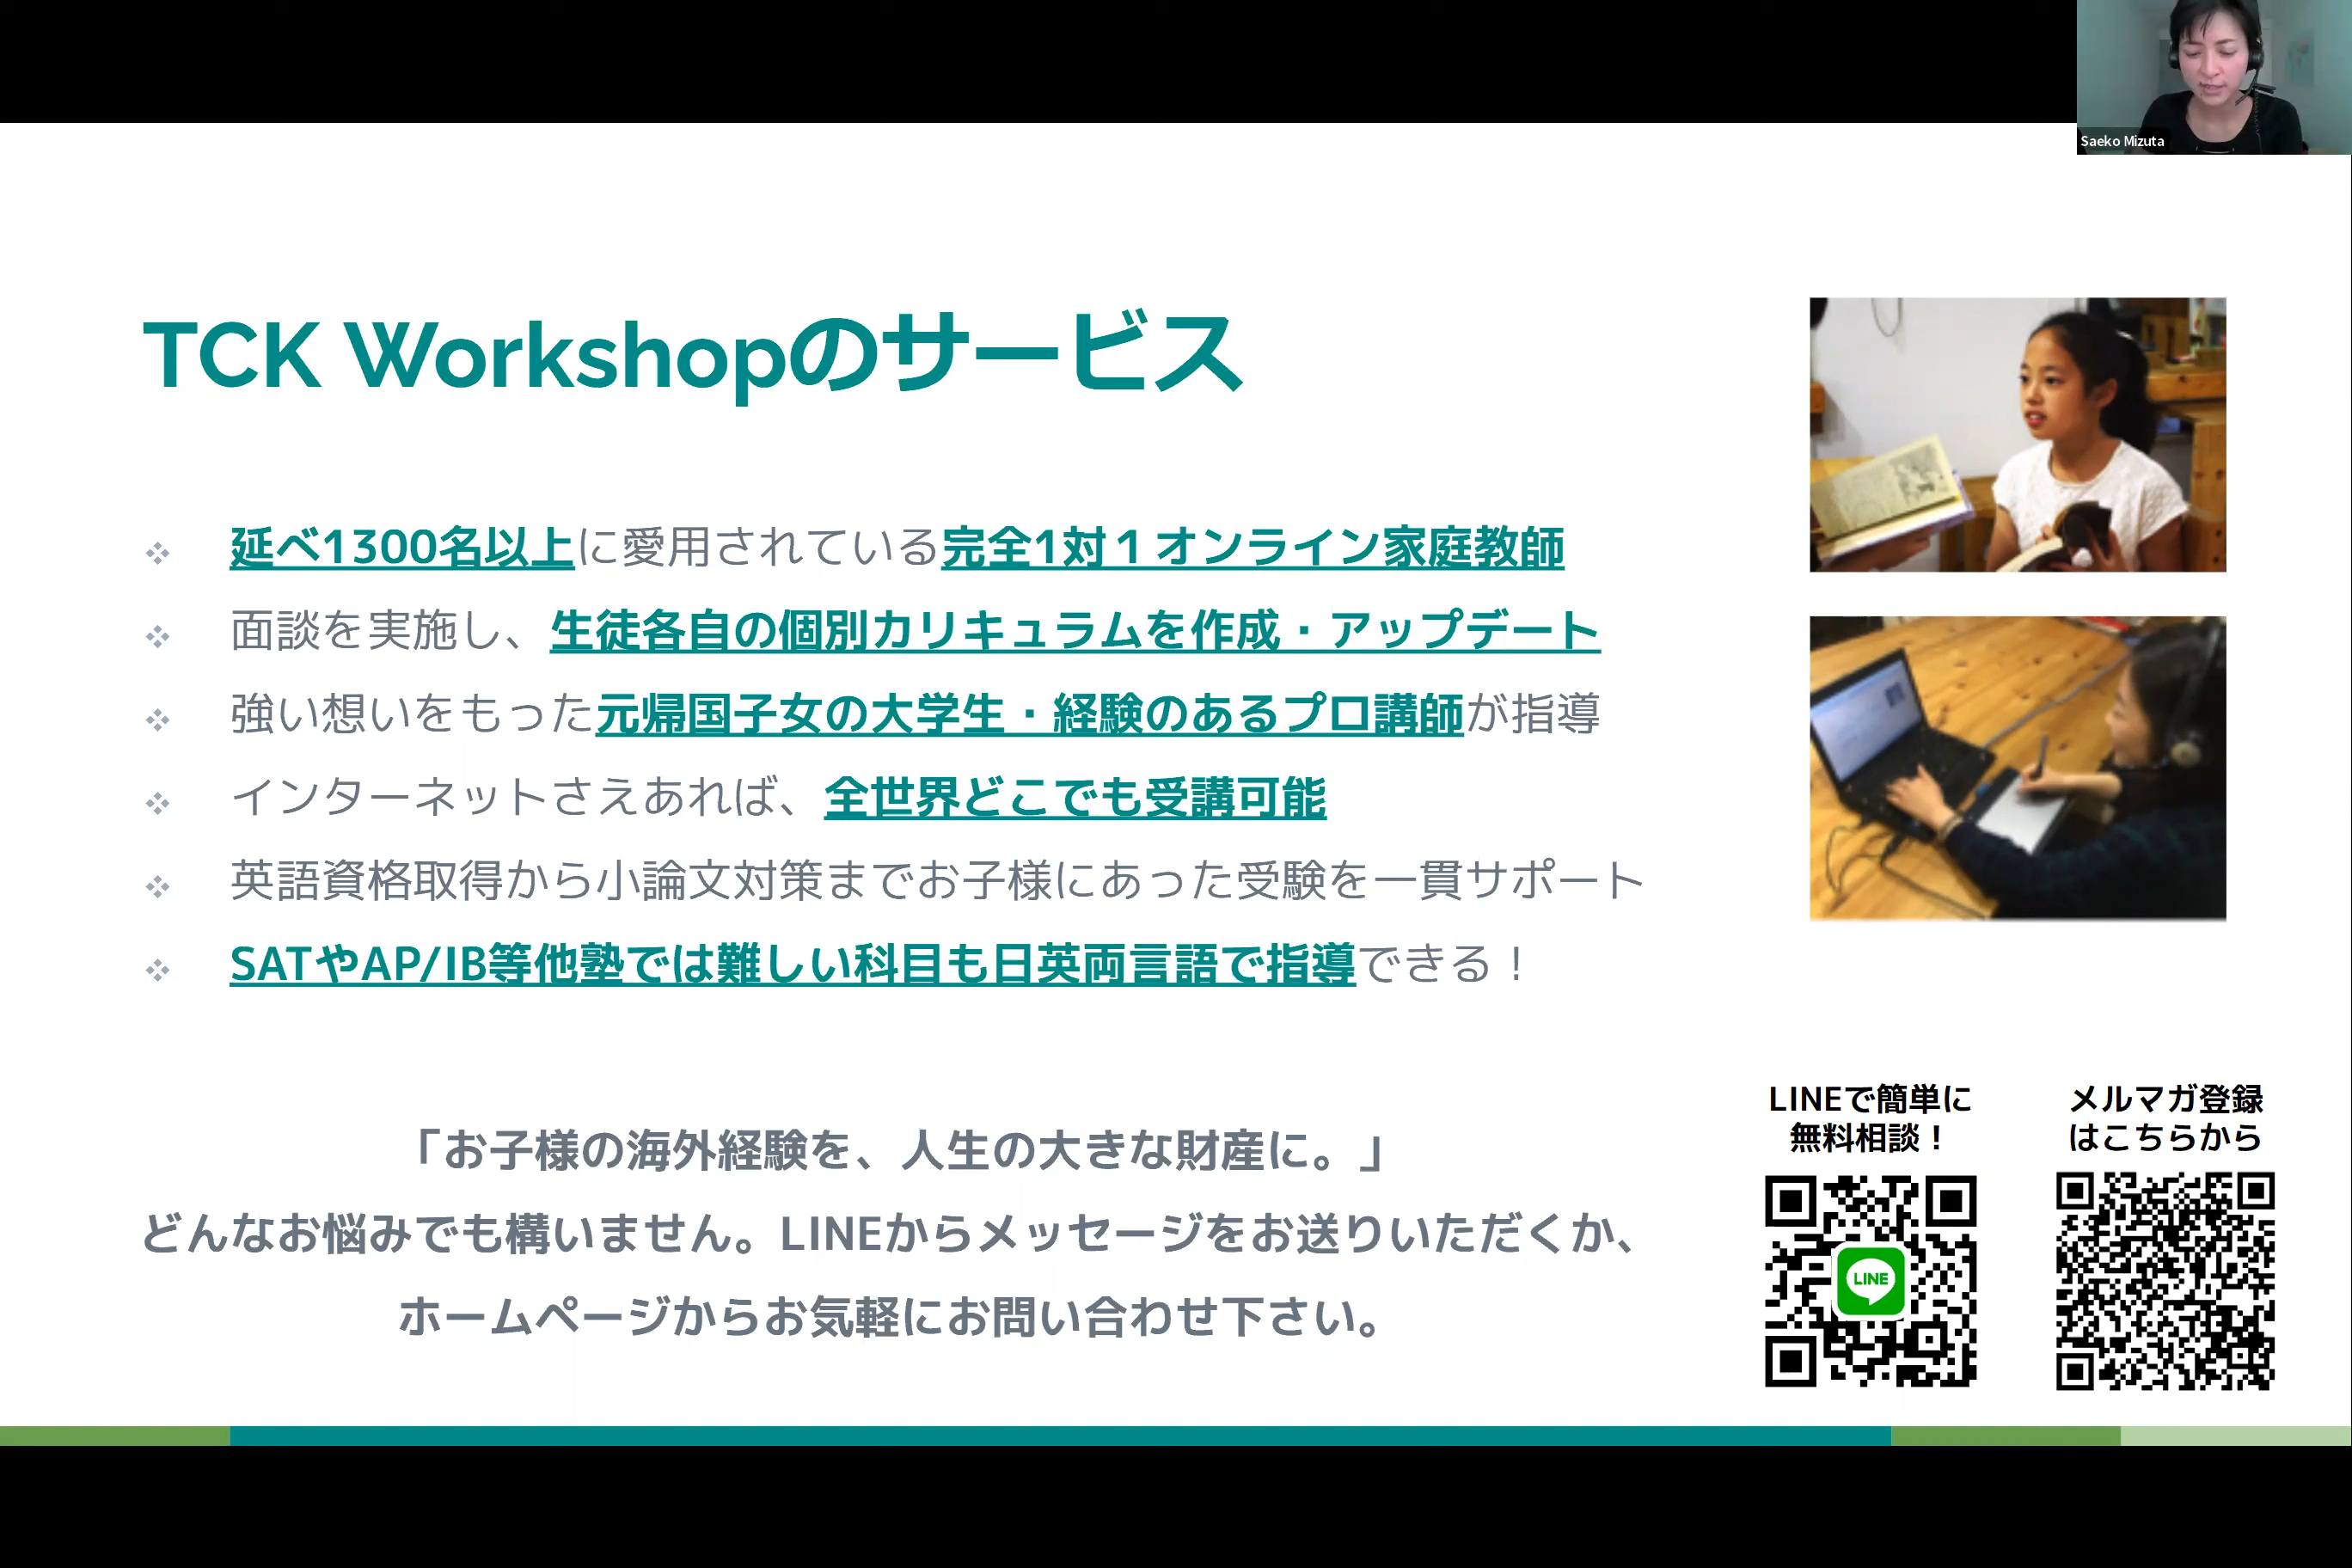 Saeko Mizuta
TCK Workshopのサービス
延べ1300名以上に愛用されている完全1対１オンライン家庭教師
面談を実施し、生徒各自の個別カリキュラムを作成・アップデート
強い想いをもった元帰国子女の大学生・経験のあるプロ講師が指導
インターネットさえあれば、全世界どこでも受講可能
英語資格取得から小論文対策までお子様にあった受験を一貫サポート
SATやAP/IB等他塾では難しい科目も日英両言語で指導できる！
「お子様の海外経験を、人生の大きな財産に。」
どんなお悩みでも構いません。LINEからメッセージをお送りいただくか、
ホームページからお気軽にお問い合わせ下さい。
LINEで簡単に
無料相談！
LINE
メルマガ登録
はこちらから